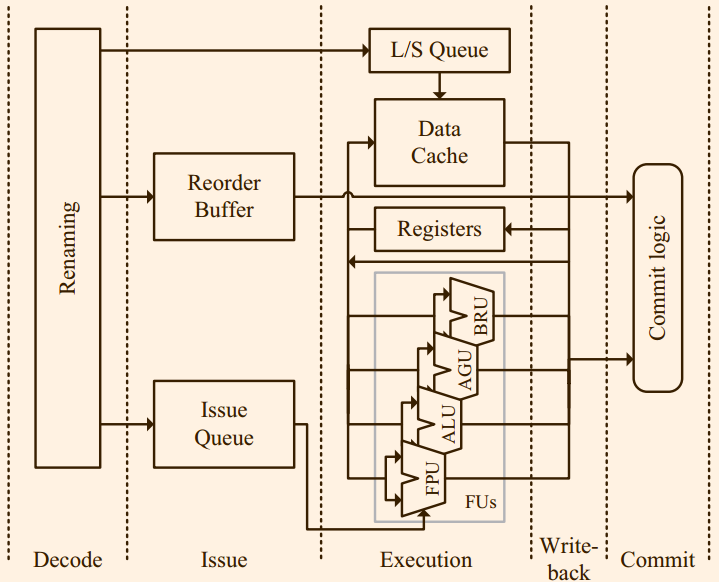 L/S Queue
Data
Cache
Reorder
Buffer
Renaming
Registers
Commit logic
BRU
AGU
ALU
FPU
FUs
Issue
Queue
Decode
Issue
Execution
Write-
back
Commit